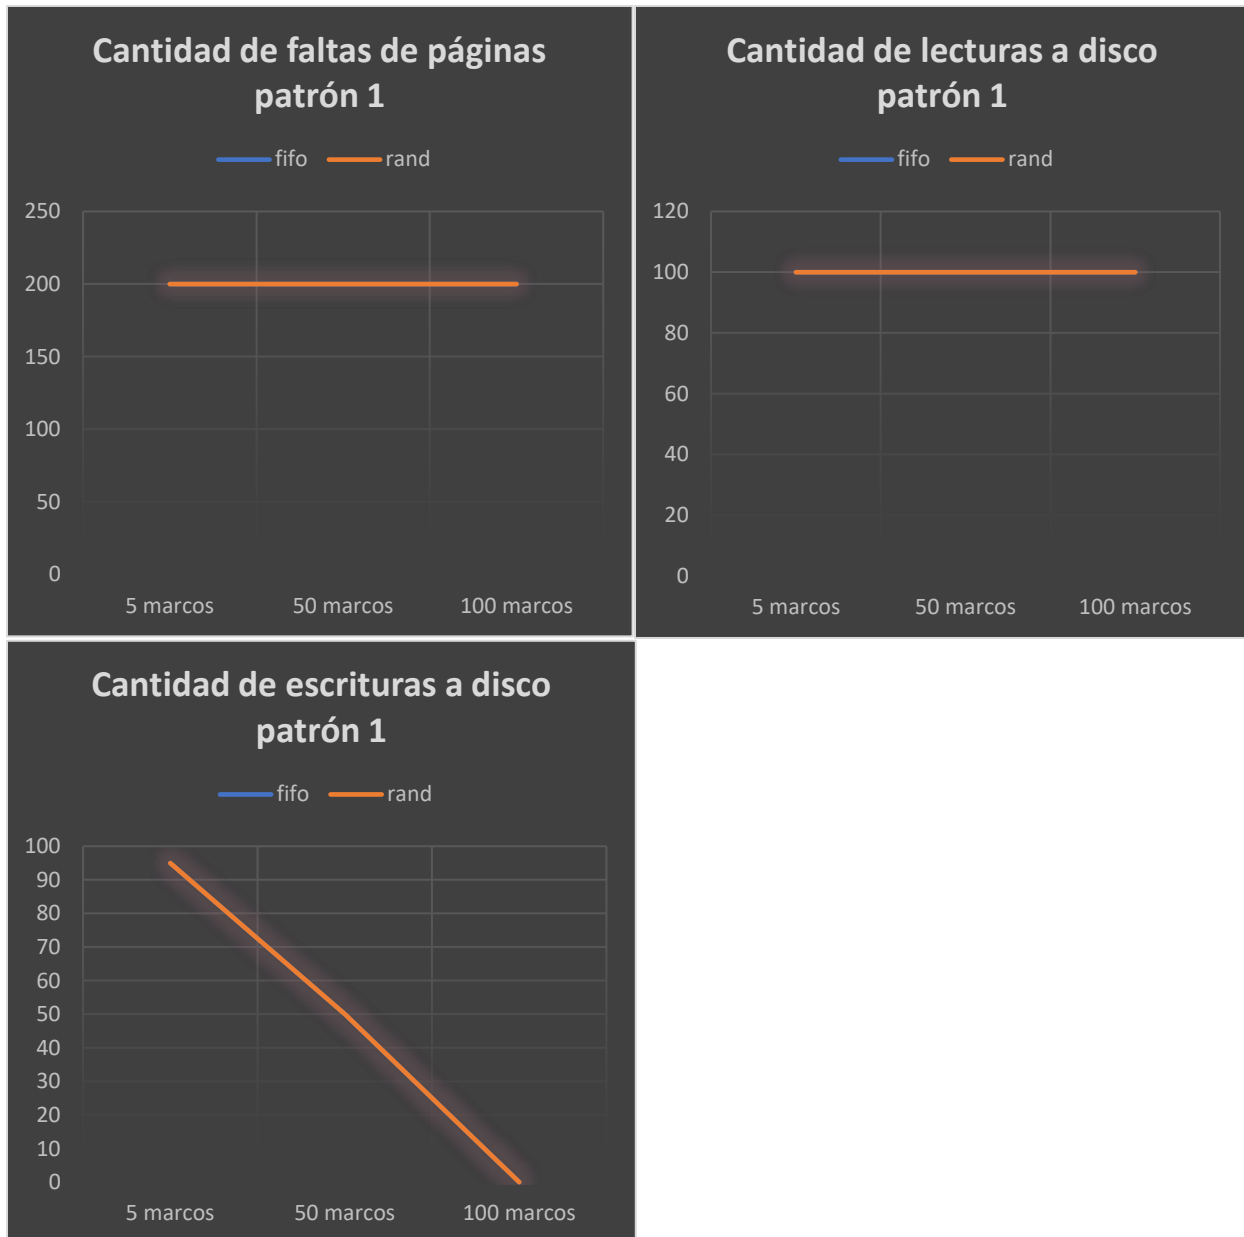 Cantidad de faltas de páginas
patrón 1
fifo rand
250
200
150
100
50
0
5 marcos 50 marcos 100 marcos
Cantidad de lecturas a disco
patrón 1
fifo rand
120
100
80
60
40
20
0
5 marcos 50 marcos 100 marcos
Cantidad de escrituras a disco
patrón 1
fifo rand
100
90
80
70
60
50
40
30
20
10
0
5 marcos 50 marcos 100 marcos